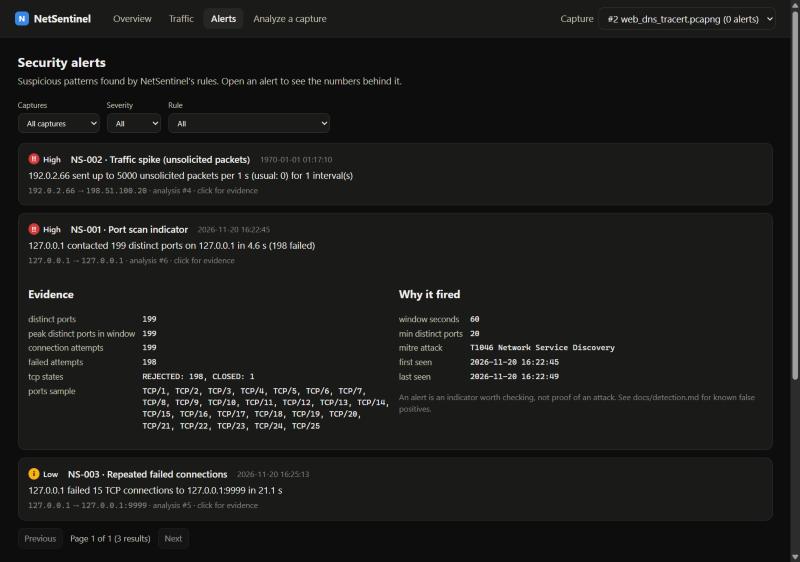 N NetSentinel Overview Traffic Alerts Analyze a capture Capture #2 web_dns_tracert.pcapng (0 alerts)
Security alerts
Suspicious patterns found by NetSentinel's rules. Open an alert to see the numbers behind it.
Captures Severity Rule
All captures All All
!! High NS-002 · Traffic spike (unsolicited packets) 1970-01-01 01:17:10
192.0.2.66 sent up to 5000 unsolicited packets per 1 s (usual: 0) for 1 interval(s)
192.0.2.66 → 198.51.100.20 · analysis #4 · click for evidence
!! High NS-001 · Port scan indicator 2026-11-20 16:22:45
127.0.0.1 contacted 199 distinct ports on 127.0.0.1 in 4.6 s (198 failed)
127.0.0.1 → 127.0.0.1 · analysis #6 · click for evidence
Evidence
distinct ports 199
peak distinct ports in window 199
connection attempts 199
failed attempts 198
tcp states REJECTED: 198, CLOSED: 1
ports sample TCP/1, TCP/2, TCP/3, TCP/4, TCP/5, TCP/6, TCP/7,
TCP/8, TCP/9, TCP/10, TCP/11, TCP/12, TCP/13, TCP/14,
TCP/15, TCP/16, TCP/17, TCP/18, TCP/19, TCP/20,
TCP/21, TCP/22, TCP/23, TCP/24, TCP/25
Why it fired
window seconds 60
min distinct ports 20
mitre attack T1046 Network Service Discovery
first seen 2026-11-20 16:22:45
last seen 2026-11-20 16:22:49
An alert is an indicator worth checking, not proof of an attack. See docs/detection.md for known false
positives.
i Low NS-003 · Repeated failed connections 2026-11-20 16:25:13
127.0.0.1 failed 15 TCP connections to 127.0.0.1:9999 in 21.1 s
127.0.0.1 → 127.0.0.1:9999 · analysis #5 · click for evidence
Previous Page 1 of 1 (3 results) Next